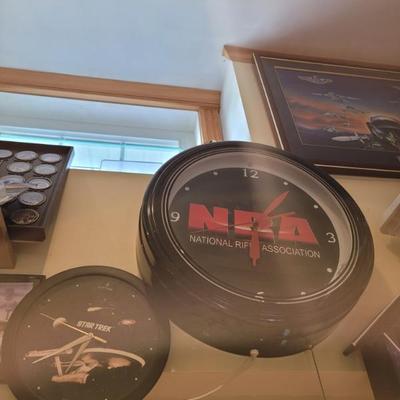 12
9
NRA
3
NATIONAL RIFLE ASSOCIATION
STAR TREK